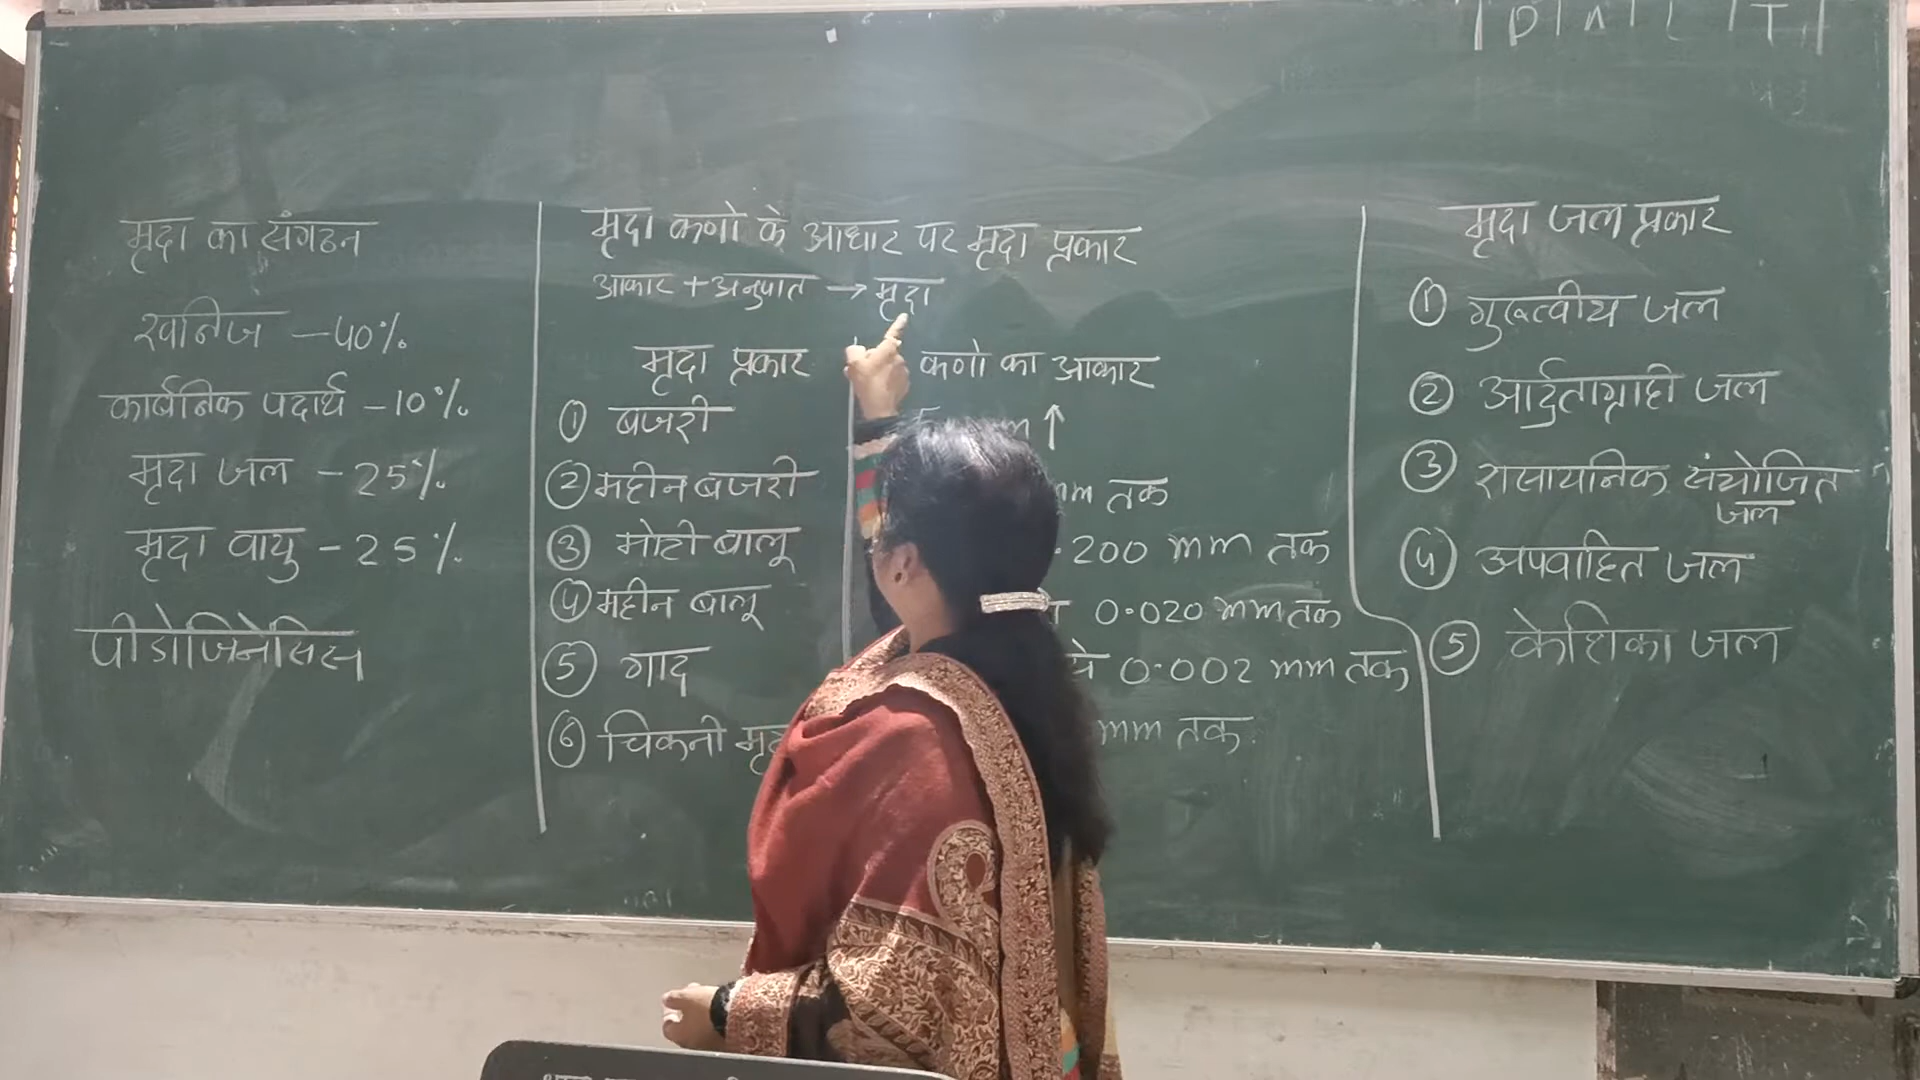 मृदा का संगठन
खनिज - 40%
कार्बनिक पदार्थ - 10%
मृदा जल - 25%
मृदा वायु - 25%
पीडोजिनेसिस
मृदा कणो के आधार पर मृदा प्रकार
आकार + अनुपात → मृदा
मृदा प्रकार कणो का आकार
① बजरी ↑
② महीन बजरी mm तक
③ मोटी बालू 200 mm तक
④ महीन बालू 0.020 mm तक
⑤ गाद से 0.002 mm तक
⑥ चिकनी mm तक
मृदा जल प्रकार
① गुरुत्वीय जल
② आर्द्रताग्राही जल
③ रासायनिक संयोजित
जल
④ अपवाहित जल
⑤ केशिका जल